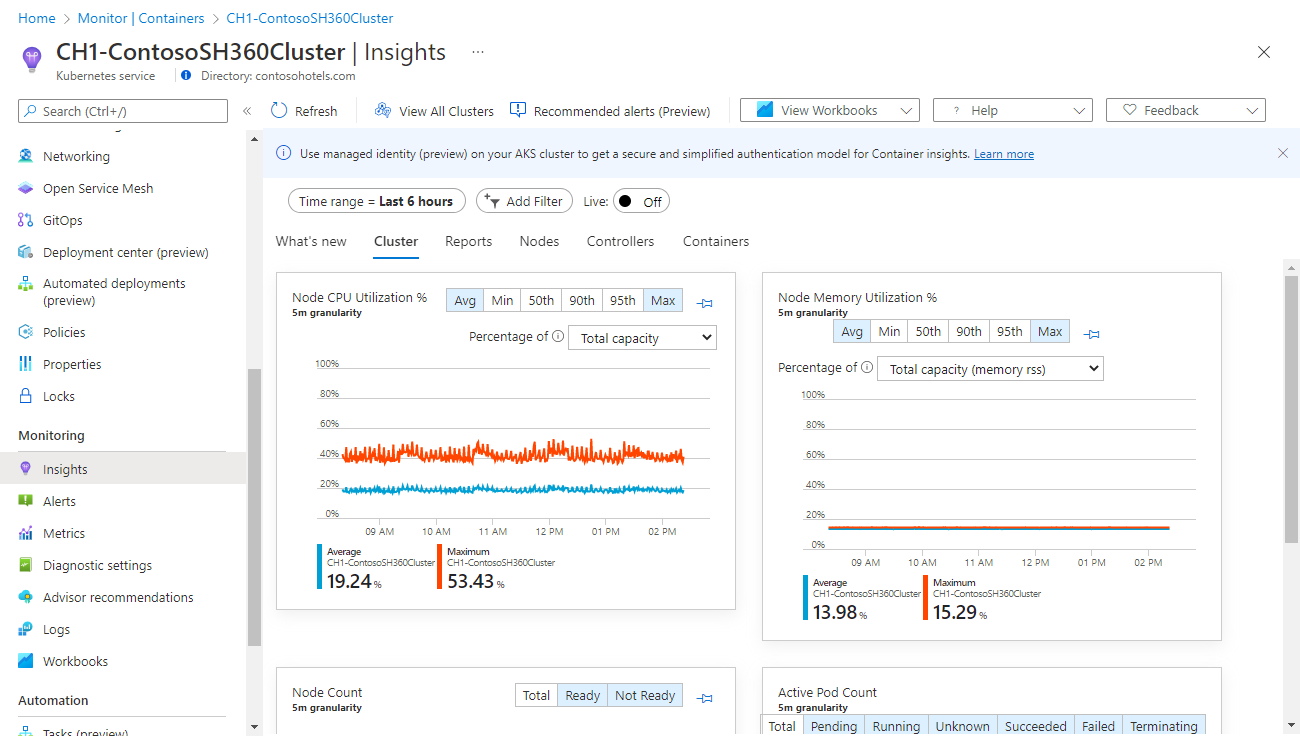 Home > Monitor | Containers > CH1-ContosoSH360Cluster
CH1-ContosoSH360Cluster | Insights ...
Kubernetes service
Directory: contosohotels.com
Search (Ctrl+/)
«
Refresh
View All Clusters
Recommended alerts (Preview)
View Workbooks
? Help
Feedback
Networking
Open Service Mesh
GitOps
Deployment center (preview)
Automated deployments
(preview)
Policies
Properties
Locks
Monitoring
Insights
Alerts
Metrics
Diagnostic settings
Advisor recommendations
Logs
Workbooks
Automation
Tasks (preview)
Use managed identity (preview) on your AKS cluster to get a secure and simplified authentication model for Container insights. Learn more
Time range = Last 6 hours
Add Filter
Live: Off
What's new
Cluster
Reports
Nodes
Controllers
Containers
Node CPU Utilization %
5m granularity
Avg Min 50th 90th 95th Max
Percentage of Total capacity
100%
80%
60%
40%
20%
0%
09 AM 10 AM 11 AM 12 PM 01 PM 02 PM
Average
CH1-ContosoSH360Cluster
19.24 %
Maximum
CH1-ContosoSH360Cluster
53.43 %
Node Memory Utilization %
5m granularity
Avg Min 50th 90th 95th Max
Percentage of Total capacity (memory rss)
100%
80%
60%
40%
20%
0%
09 AM 10 AM 11 AM 12 PM 01 PM 02 PM
Average
CH1-ContosoSH360Cluster
13.98 %
Maximum
CH1-ContosoSH360Cluster
15.29 %
Node Count
5m granularity
Total Ready Not Ready
Active Pod Count
5m granularity
Total Pending Running Unknown Succeeded Failed Terminating